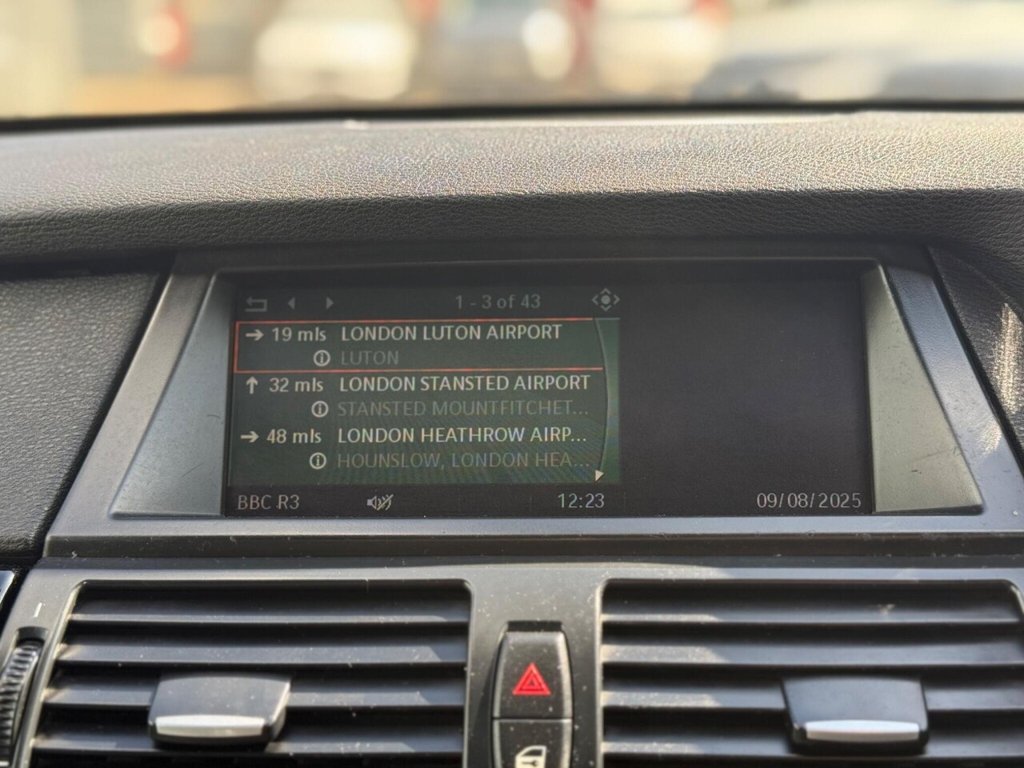 1 - 3 of 43
19 mls LONDON LUTON AIRPORT
LUTON
32 mls LONDON STANSTED AIRPORT
STANSTED MOUNTFITCHET...
48 mls LONDON HEATHROW AIRP...
HOUNSLOW, LONDON HEA...
BBC R3 12:23 09/08/2025